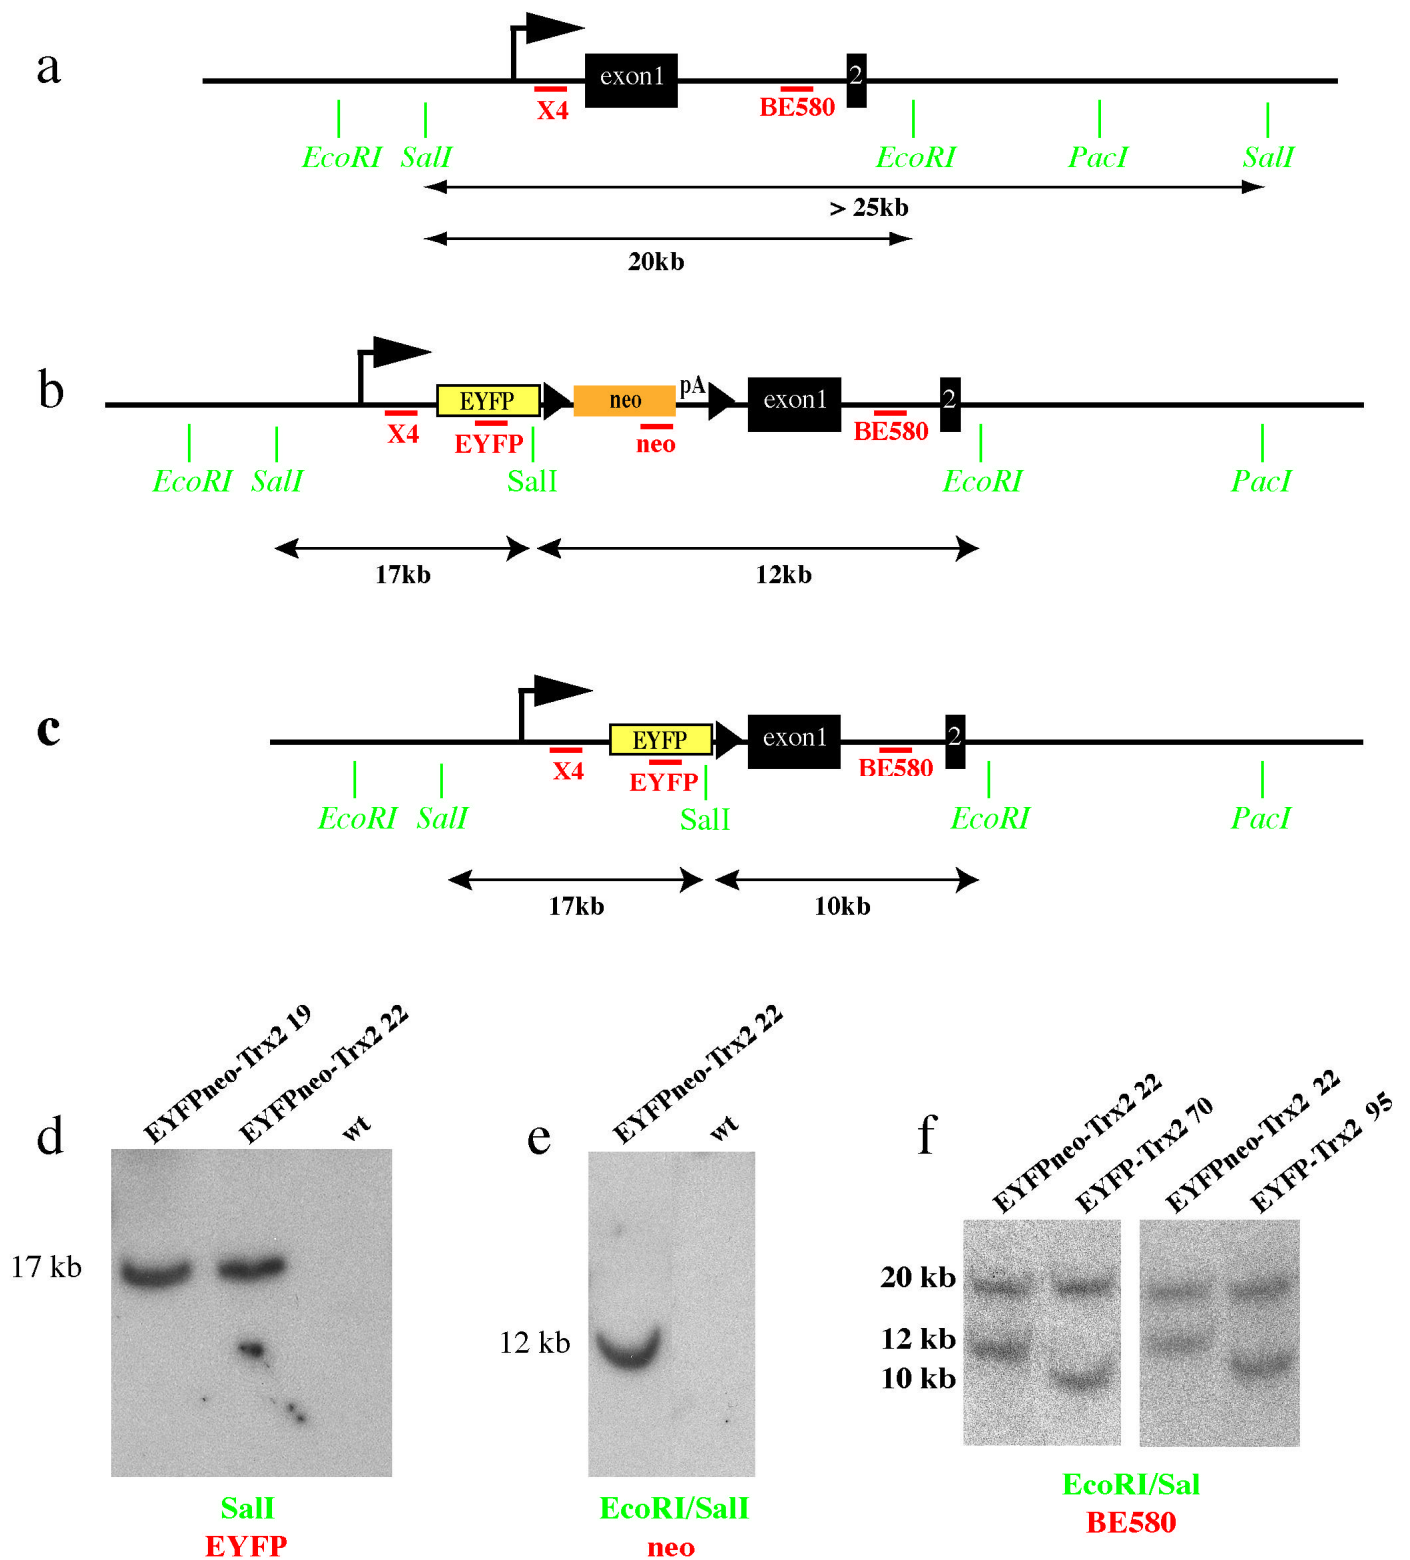 a
exon1
2
X4
BE580
EcoRI
SalI
EcoRI
PacI
SalI
> 25kb
20kb
b
EYFP
neo
pA
exon1
2
X4
EYFP
neo
BE580
EcoRI
SalI
SalI
EcoRI
PacI
17kb
12kb
c
EYFP
exon1
2
X4
EYFP
BE580
EcoRI
SalI
SalI
EcoRI
PacI
17kb
10kb
d
EYFPneo-Trx2 19
EYFPneo-Trx2 22
wt
17 kb
SalI
EYFP
e
EYFPneo-Trx2 22
wt
12 kb
EcoRI/SalI
neo
f
EYFPneo-Trx2 22
EYFP-Trx2 70
EYFPneo-Trx2 22
EYFP-Trx2 95
20 kb
12 kb
10 kb
EcoRI/Sal
BE580